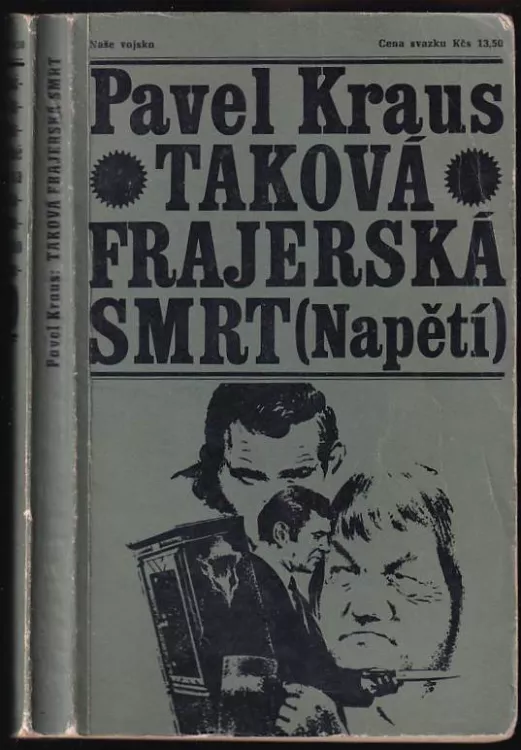 Naše vojsko
Cena svazku Kčs 13,50
Pavel Kraus
TAKOVÁ
FRAJERSKÁ
SMRT (Napětí)
Pavel Kraus: TAKOVÁ FRAJERSKÁ SMRT